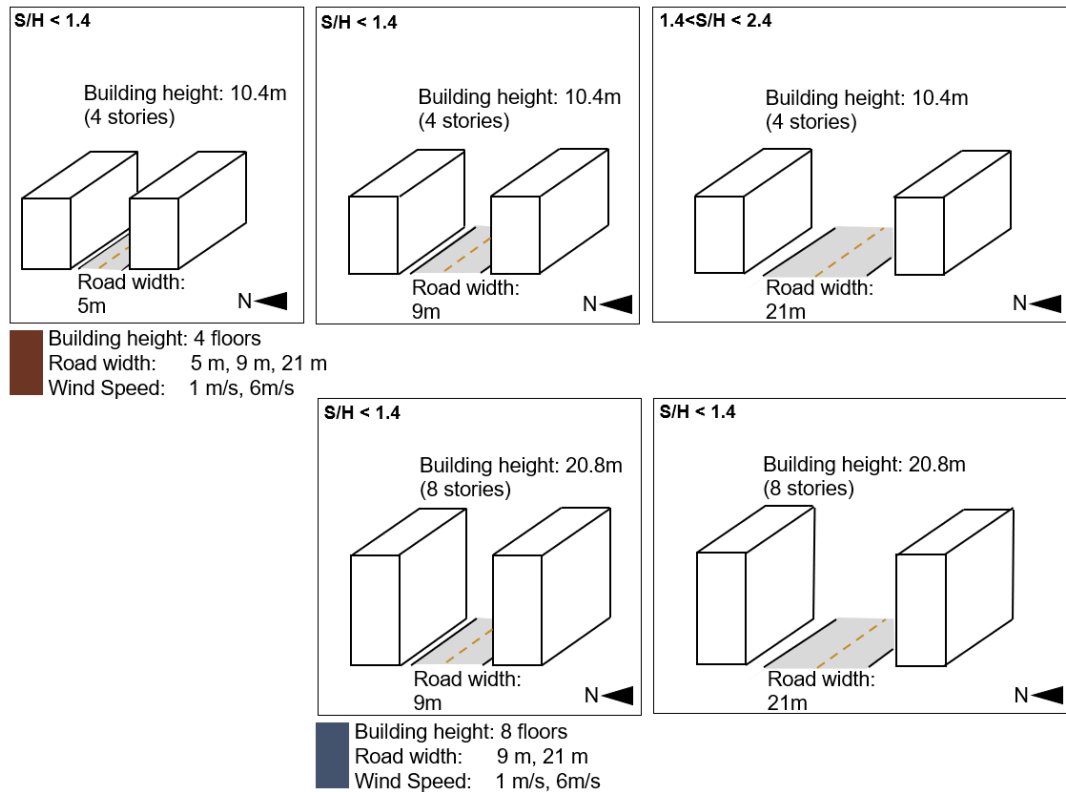 S/H < 1.4
Building height: 10.4m
(4 stories)
Road width:
5m
N
S/H < 1.4
Building height: 10.4m
(4 stories)
Road width:
9m
N
1.4<S/H < 2.4
Building height: 10.4m
(4 stories)
Road width:
21m
N
Building height: 4 floors
Road width: 5 m, 9 m, 21 m
Wind Speed: 1 m/s, 6m/s
S/H < 1.4
Building height: 20.8m
(8 stories)
Road width:
9m
N
S/H < 1.4
Building height: 20.8m
(8 stories)
Road width:
21m
N
Building height: 8 floors
Road width: 9 m, 21 m
Wind Speed: 1 m/s, 6m/s